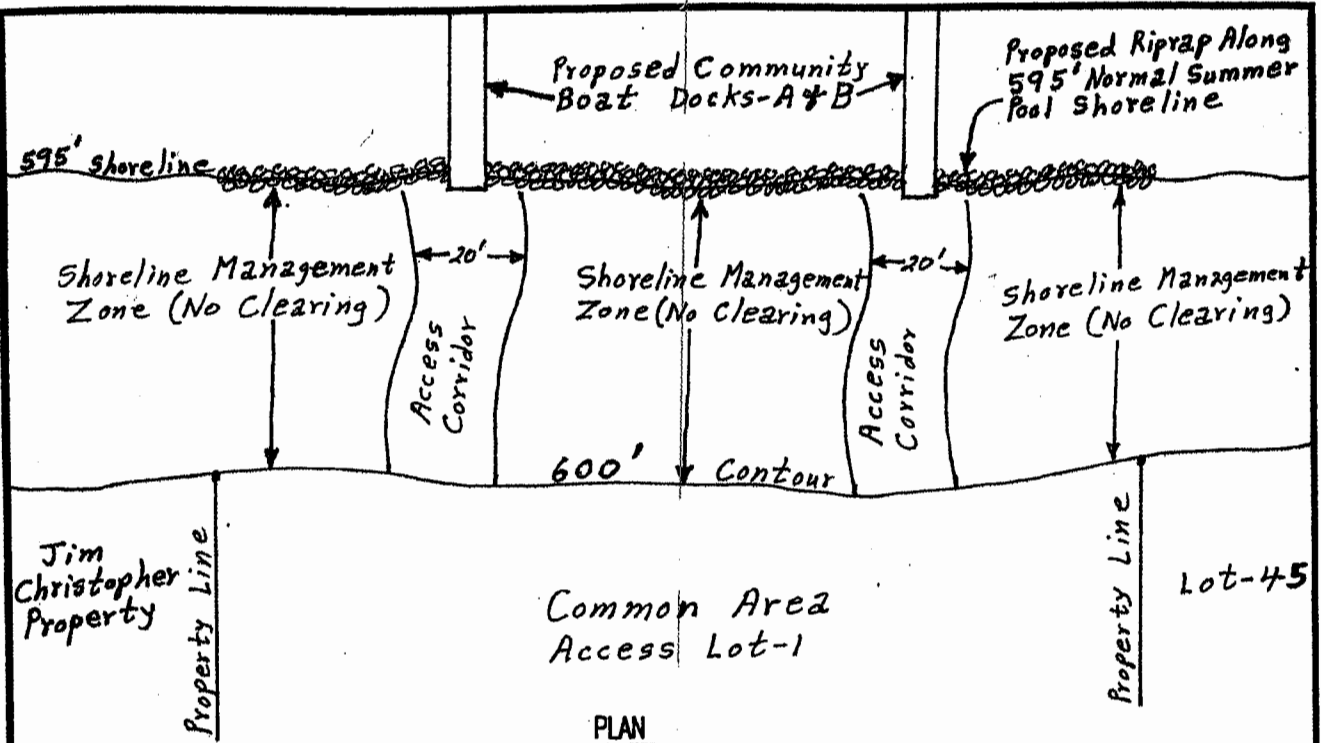 Proposed Community
Boat Docks-A & B
Proposed Riprap Along
595' Normal Summer
Pool Shoreline
595' Shoreline
Shoreline Management
Zone (No Clearing)
20'
Access
Corridor
Shoreline Management
Zone (No Clearing)
20'
Access
Corridor
Shoreline Management
Zone (No Clearing)
600' Contour
Jim
Christopher
Property
Property Line
Common Area
Access Lot-1
Property Line
Lot-45
PLAN